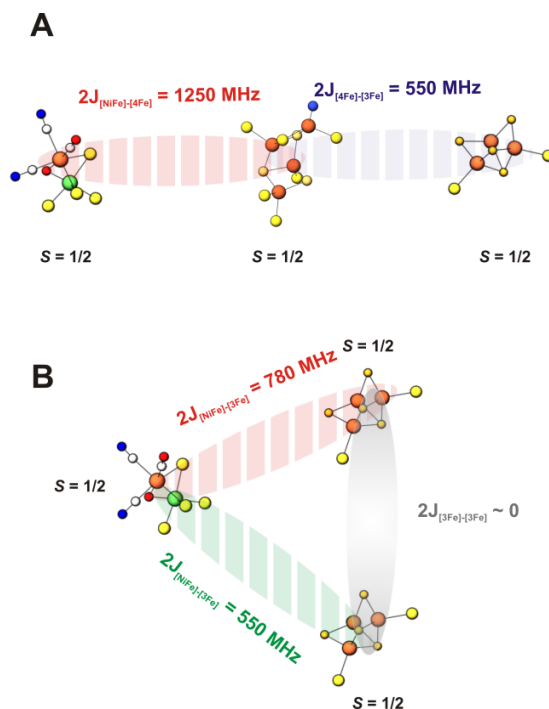 A
2J[NiFe]-[4Fe] = 1250 MHz
2J[4Fe]-[3Fe] = 550 MHz
S = 1/2
S = 1/2
S = 1/2
B
S = 1/2
2J[NiFe]-[3Fe] = 780 MHz
S = 1/2
2J[3Fe]-[3Fe] ~ 0
2J[NiFe]-[3Fe] = 550 MHz
S = 1/2